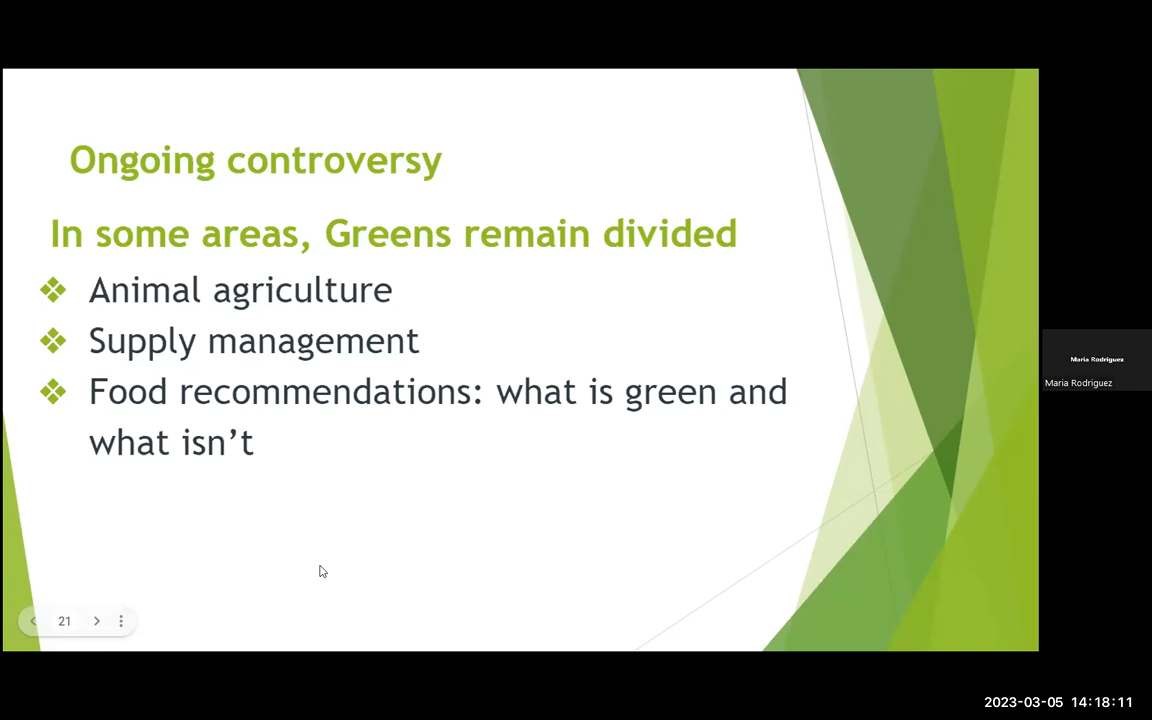 Ongoing controversy
In some areas, Greens remain divided
❖ Animal agriculture
❖ Supply management
❖ Food recommendations: what is green and
what isn’t
21
Maria Rodriguez
Maria Rodriguez
2023-03-05 14:18:11